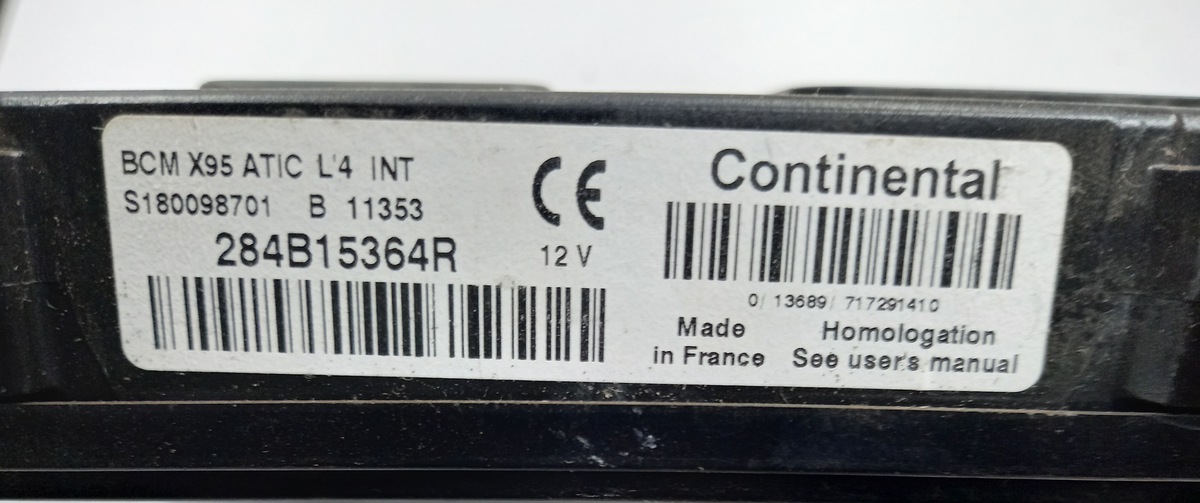 BCM X95 ATIC L'4 INT
S180098701 B 11353
284B15364R
CE
12 V
Continental
0/ 13689/ 717291410
Made
in France
Homologation
See user's manual